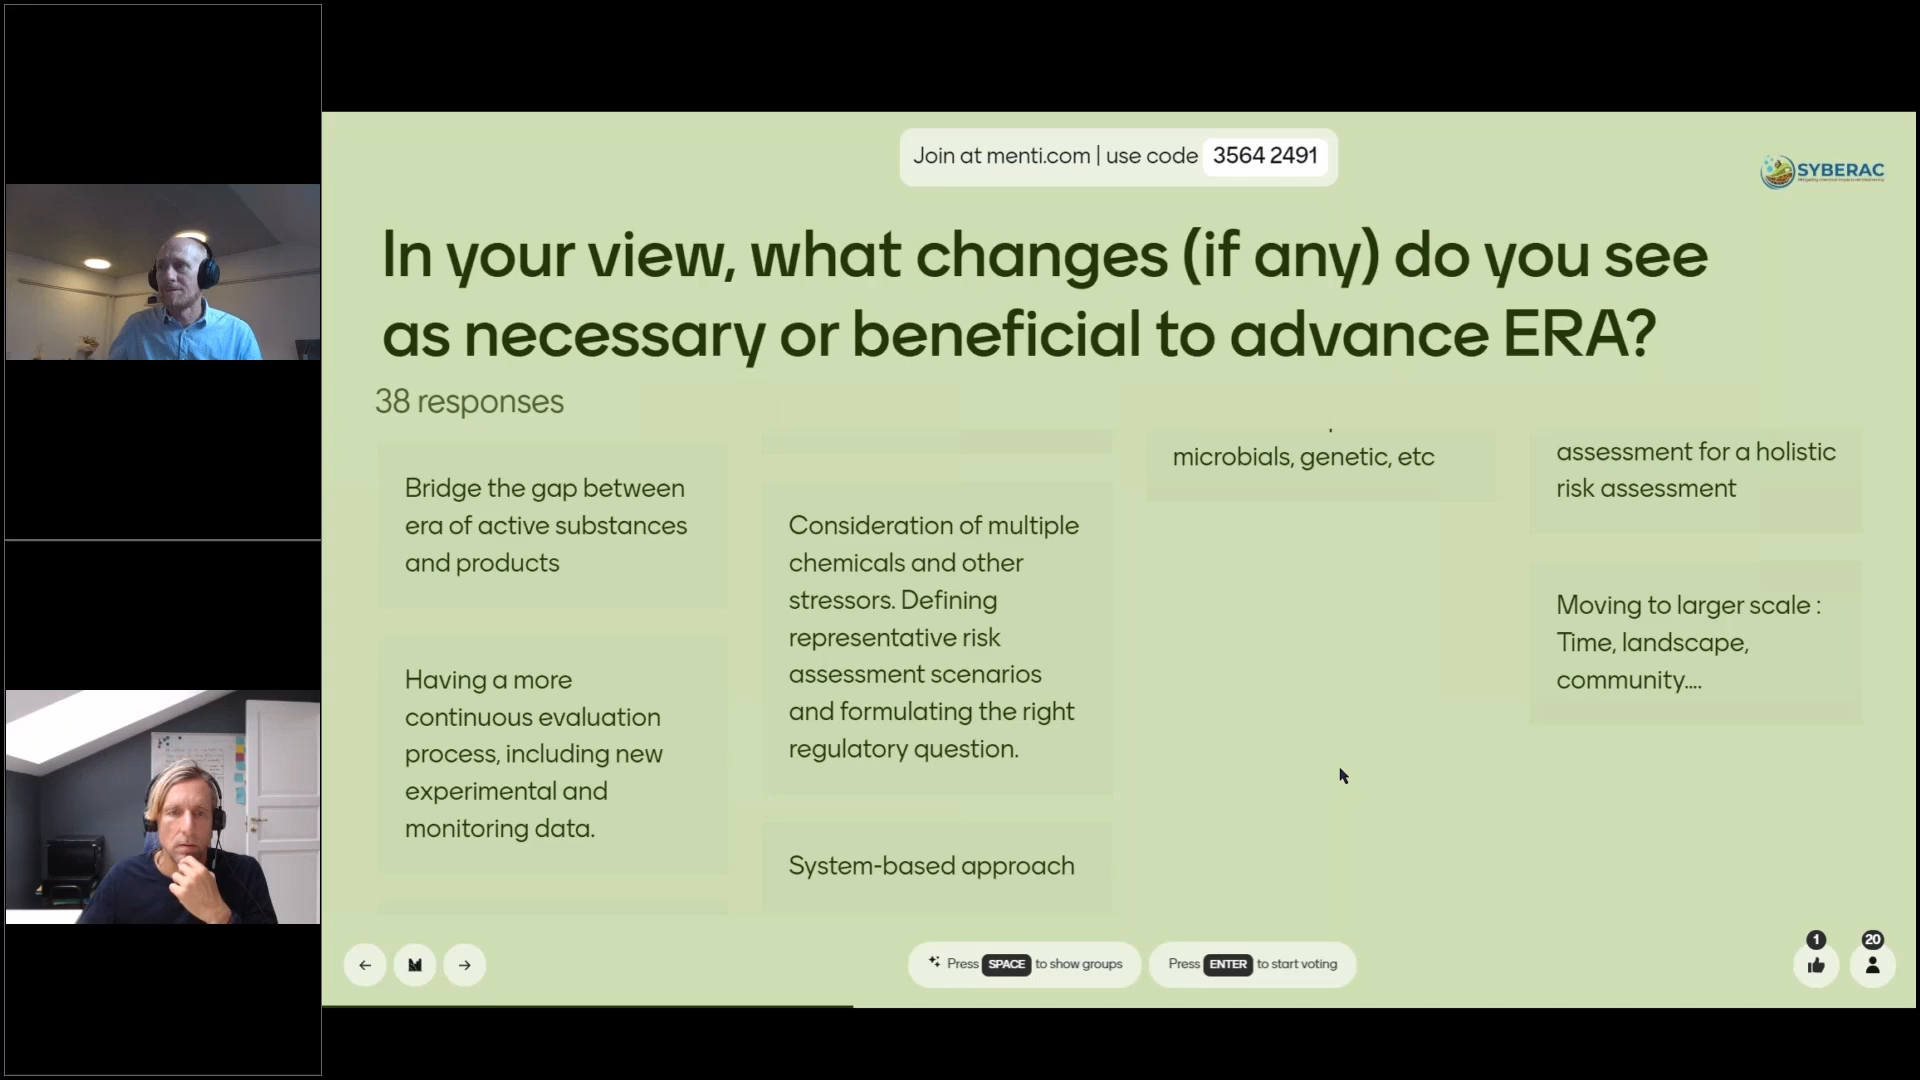 Join at menti.com | use code 3564 2491
SYBERAC
In your view, what changes (if any) do you see
as necessary or beneficial to advance ERA?
38 responses
Bridge the gap between
era of active substances
and products
Having a more
continuous evaluation
process, including new
experimental and
monitoring data.
Consideration of multiple
chemicals and other
stressors. Defining
representative risk
assessment scenarios
and formulating the right
regulatory question.
System-based approach
microbials, genetic, etc
assessment for a holistic
risk assessment
Moving to larger scale :
Time, landscape,
community....
Press SPACE to show groups
Press ENTER to start voting
1
20